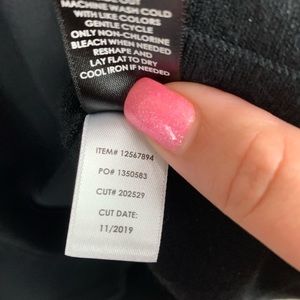 MACHINE WASH COLD
WITH LIKE COLORS
GENTLE CYCLE
ONLY NON-CHLORINE
BLEACH WHEN NEEDED
RESHAPE AND
LAY FLAT TO DRY
COOL IRON IF NEEDED
ITEM# 12567894
PO# 1350583
CUT# 202529
CUT DATE:
11/2019